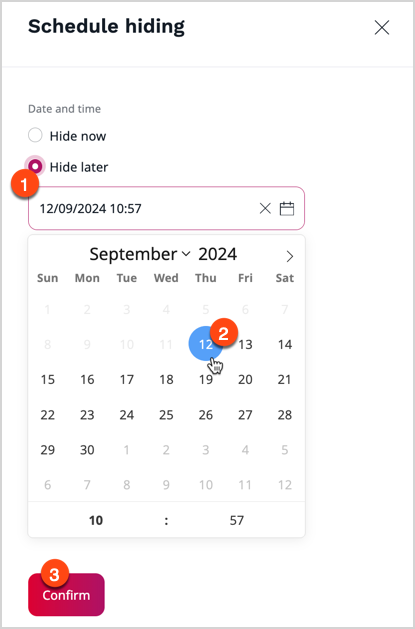 Schedule hiding
Date and time
Hide now
Hide later
1
12/09/2024 10:57
September 2024
Sun Mon Tue Wed Thu Fri Sat
1 2 3 4 5 6 7
8 9 10 11 12 2 13 14
15 16 17 18 19 20 21
22 23 24 25 26 27 28
29 30 1 2 3 4 5
6 7 8 9 10 11 12
10 : 57
3
Confirm